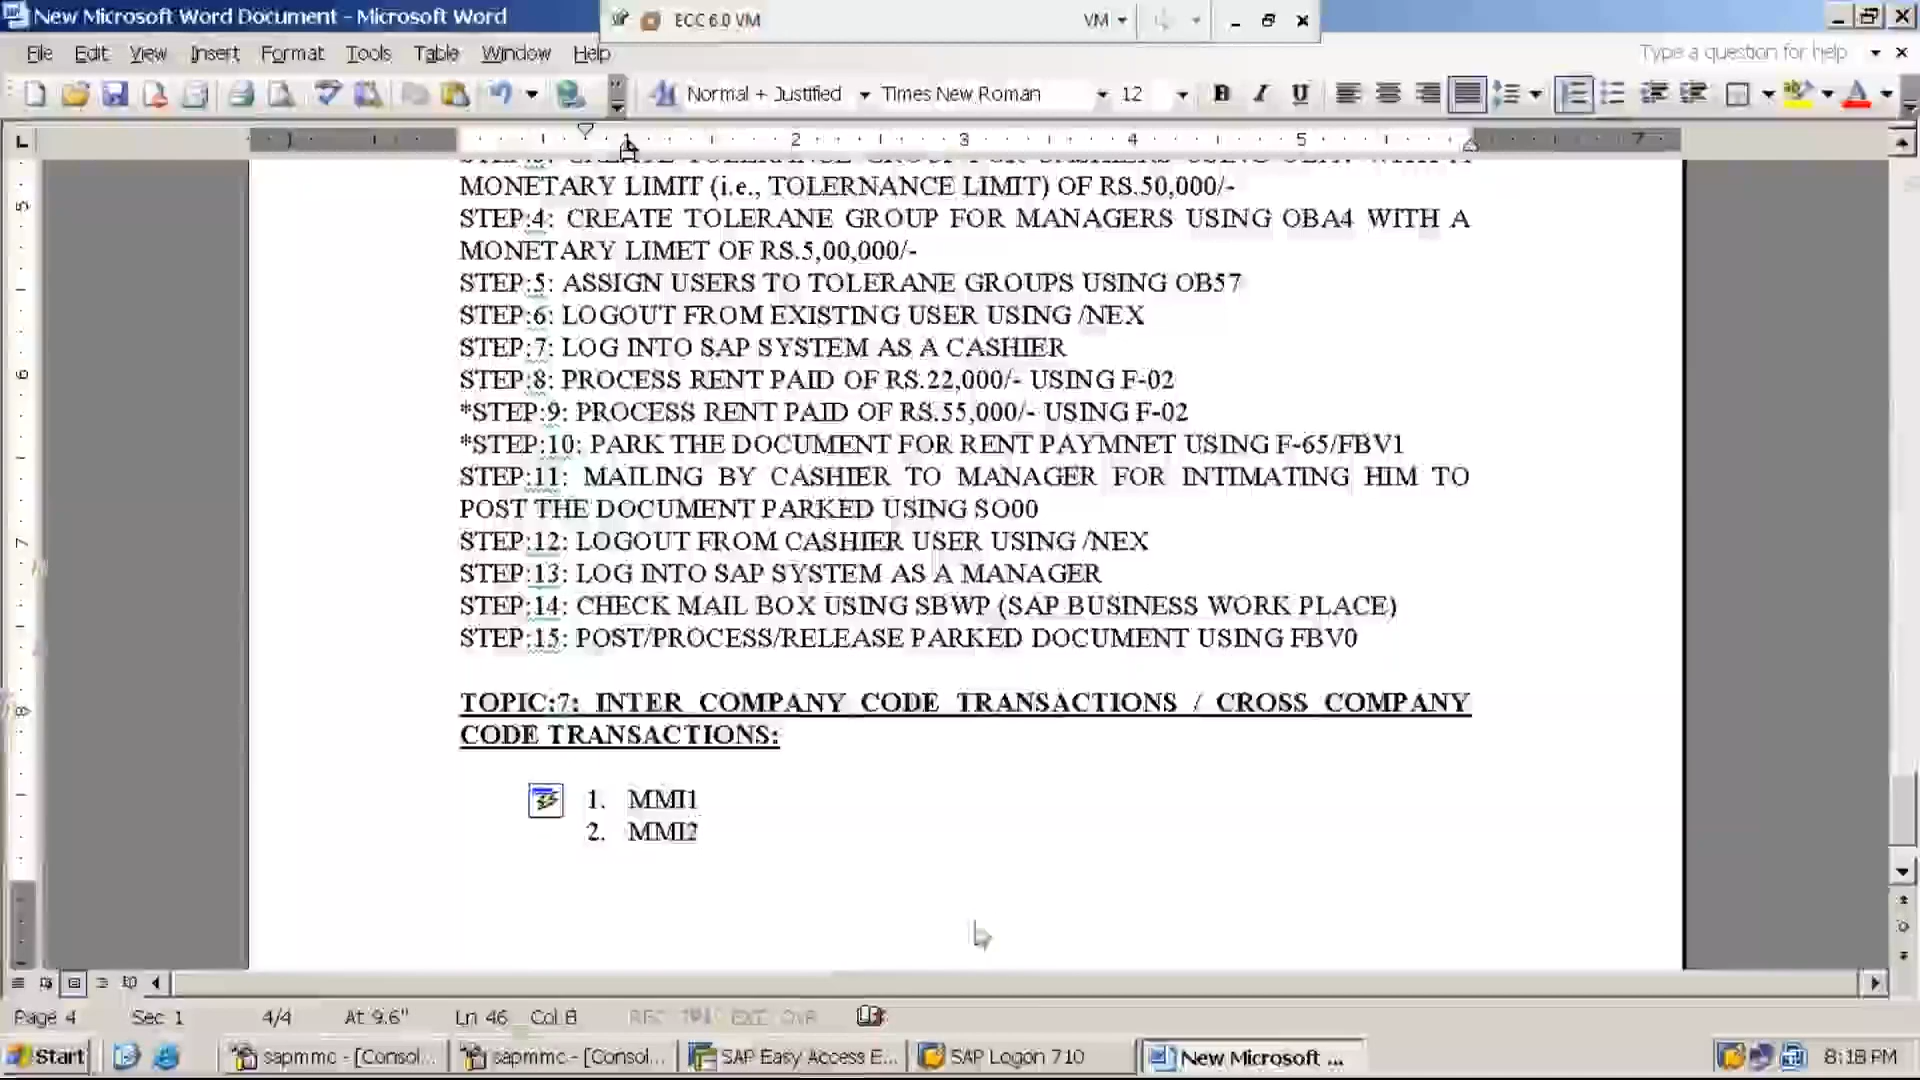 New Microsoft Word Document - Microsoft Word
ECC 6.0 VM
VM
File Edit View Insert Format Tools Table Window Help
Type a question for help
Normal + Justified Times New Roman 12 B I U
1 2 3 4 5 7
MONETARY LIMIT (i.e., TOLERNANCE LIMIT) OF RS.50,000/-
STEP:4: CREATE TOLERANE GROUP FOR MANAGERS USING OBA4 WITH A
MONETARY LIMET OF RS.5,00,000/-
STEP:5: ASSIGN USERS TO TOLERANE GROUPS USING OB57
STEP:6: LOGOUT FROM EXISTING USER USING /NEX
STEP:7: LOG INTO SAP SYSTEM AS A CASHIER
STEP:8: PROCESS RENT PAID OF RS.22,000/- USING F-02
*STEP:9: PROCESS RENT PAID OF RS.55,000/- USING F-02
*STEP:10: PARK THE DOCUMENT FOR RENT PAYMNET USING F-65/FBV1
STEP:11: MAILING BY CASHIER TO MANAGER FOR INTIMATING HIM TO
POST THE DOCUMENT PARKED USING SO00
STEP:12: LOGOUT FROM CASHIER USER USING /NEX
STEP:13: LOG INTO SAP SYSTEM AS A MANAGER
STEP:14: CHECK MAIL BOX USING SBWP (SAP BUSINESS WORK PLACE)
STEP:15: POST/PROCESS/RELEASE PARKED DOCUMENT USING FBV0
TOPIC:7: INTER COMPANY CODE TRANSACTIONS / CROSS COMPANY
CODE TRANSACTIONS:
1. MMI1
2. MMI2
Page 4 Sec 1 4/4 At 9.6" Ln 46 Col 8 REC TRK EXT OVR
Start sapmmc - [Consol... sapmmc - [Consol... SAP Easy Access E... SAP Logon 710 New Microsoft ... 8:18 PM